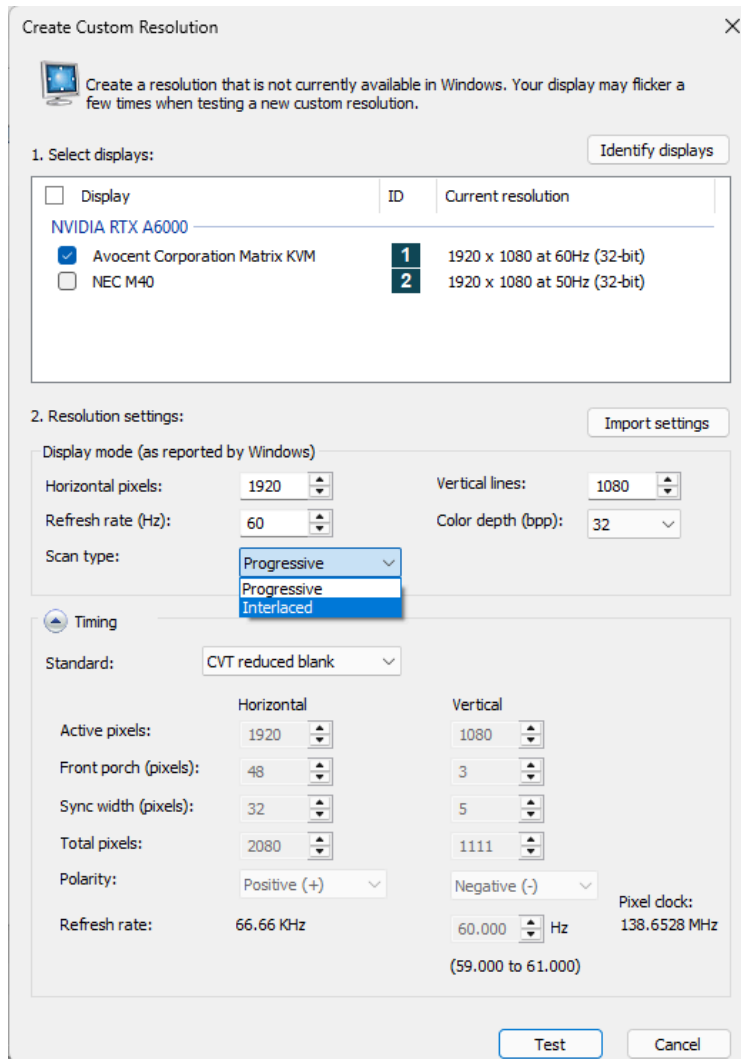 Create Custom Resolution
Create a resolution that is not currently available in Windows. Your display may flicker a
few times when testing a new custom resolution.
1. Select displays:
Identify displays
Display ID Current resolution
NVIDIA RTX A6000
Avocent Corporation Matrix KVM 1 1920 x 1080 at 60Hz (32-bit)
NEC M40 2 1920 x 1080 at 50Hz (32-bit)
2. Resolution settings:
Import settings
Display mode (as reported by Windows)
Horizontal pixels: 1920 Vertical lines: 1080
Refresh rate (Hz): 60 Color depth (bpp): 32
Scan type: Progressive
Progressive
Interlaced
Timing
Standard: CVT reduced blank
Horizontal Vertical
Active pixels: 1920 1080
Front porch (pixels): 48 3
Sync width (pixels): 32 5
Total pixels: 2080 1111
Polarity: Positive (+) Negative (-)
Pixel clock:
Refresh rate: 66.66 KHz 60.000 Hz 138.6528 MHz
(59.000 to 61.000)
Test Cancel